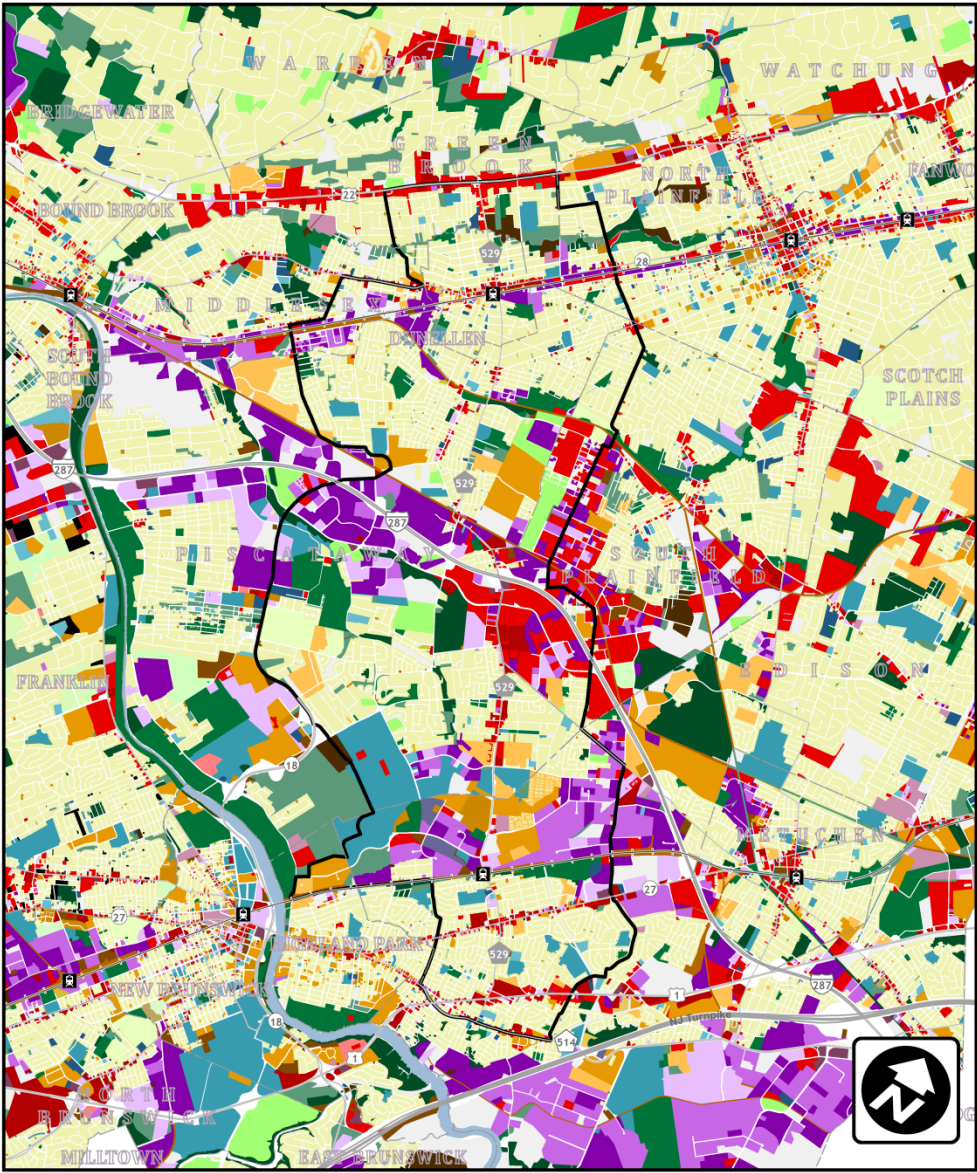 WARREN
WATCHUNG
BRIDGEWATER
GREEN
BROOK
FANWO
NORTH
PLAINFIELD
22
BOUND BROOK
529
28
MIDDLESEX
DUNELLEN
SOUTH
BOUND
BROOK
SCOTCH
PLAINS
287
529
287
PISCATAWAY
SOUTH
PLAINFIELD
EDISON
FRANKLIN
529
18
METUCHEN
27
27
HIGHLAND PARK
529
NEW BRUNSWICK
287
1
18
NJ Turnpike
514
1
NORTH
BRUNSWICK
N
MILLTOWN
EAST BRUNSWICK